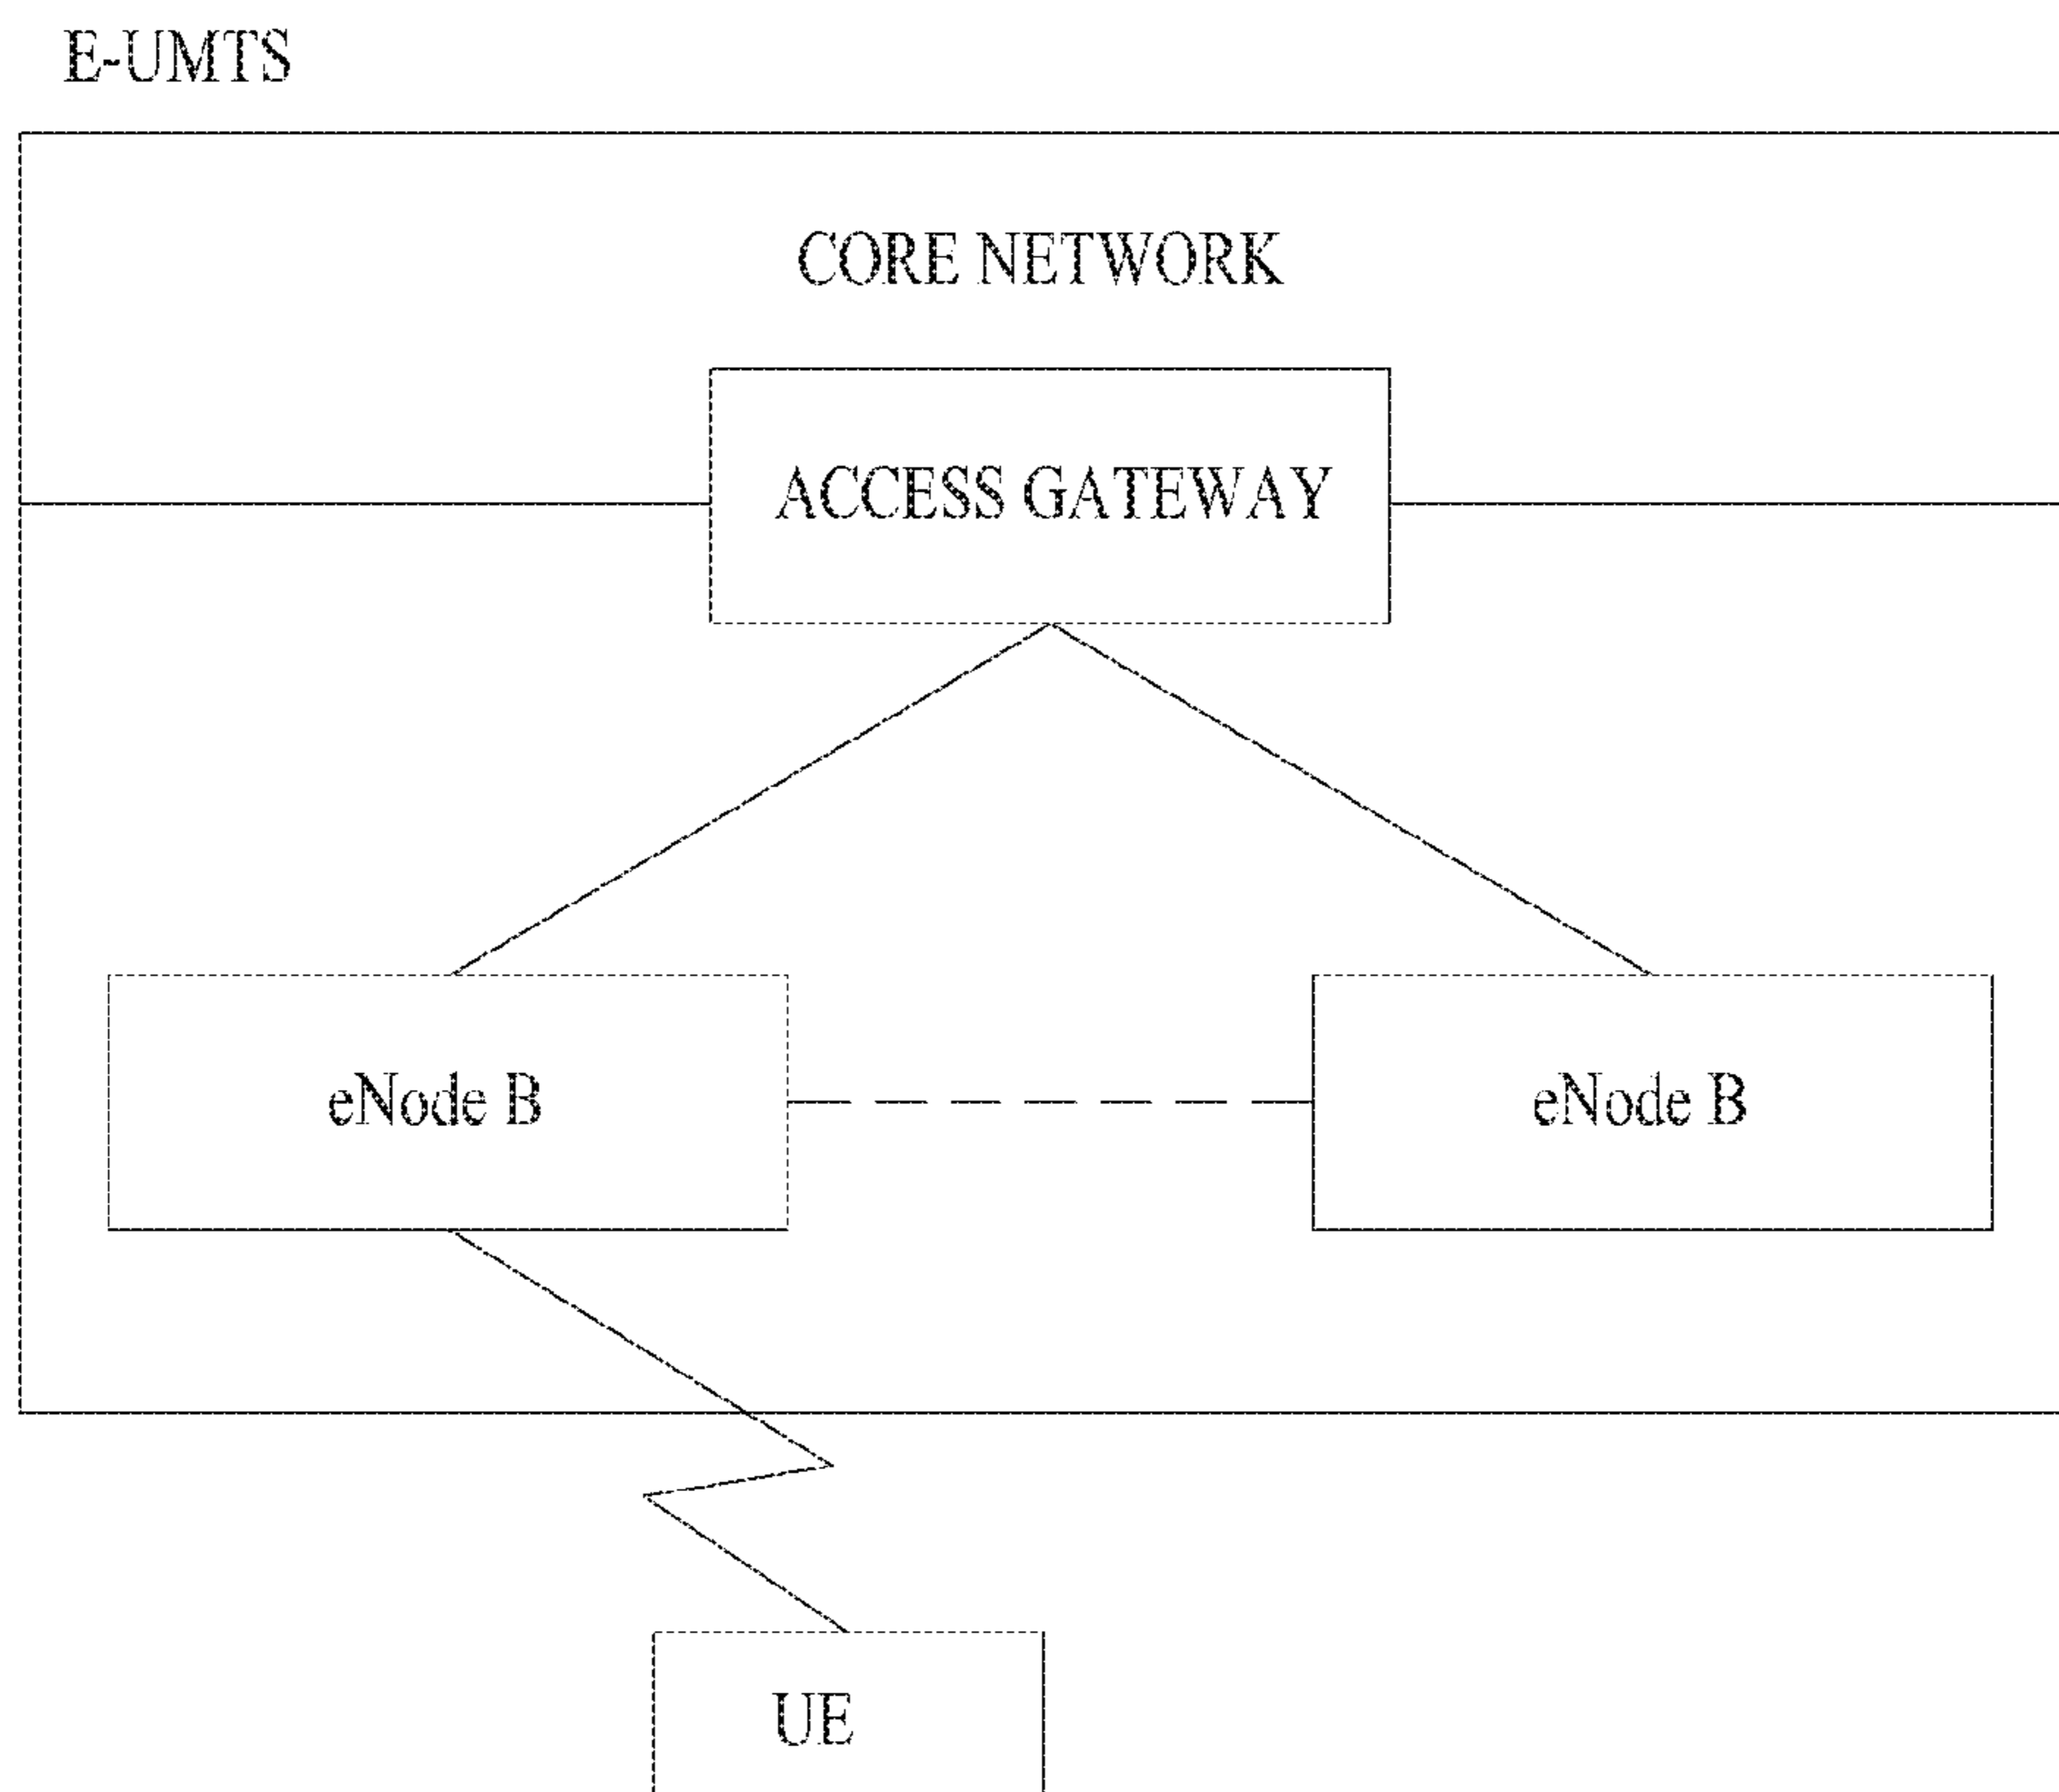 E-UMTS
CORE NETWORK
ACCESS GATEWAY
eNode B
eNode B
UE